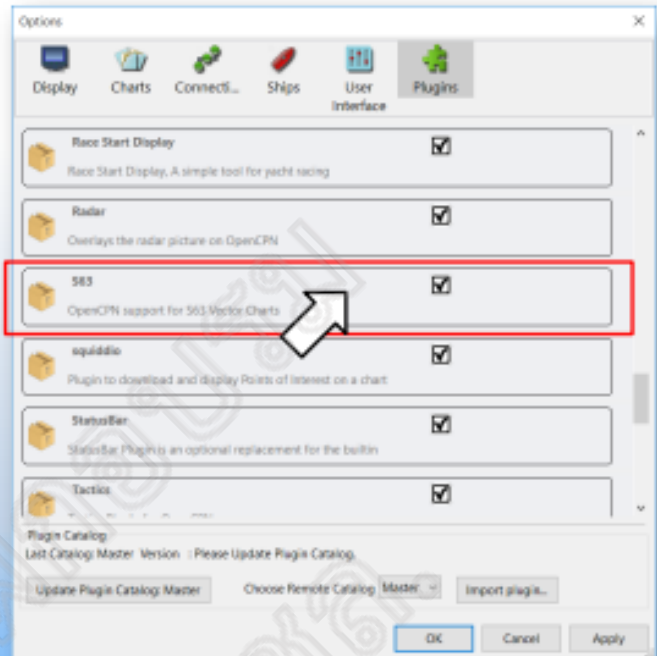 Options
Display
Charts
Connecti...
Ships
User
Interface
Plugins
Race Start Display
Race Start Display, A simple tool for yacht racing
Radar
Overlays the radar picture on OpenCPN
S63
OpenCPN support for S63 Vector Charts
squiddio
Plugin to download and display Points of Interest on a chart
StatusBar
StatusBar Plugin is an optional replacement for the builtin
Tactics
Plugin Catalog
Last Catalog: Master Version : Please Update Plugin Catalog.
Update Plugin Catalog: Master
Choose Remote Catalog
Master
Import plugin...
OK
Cancel
Apply